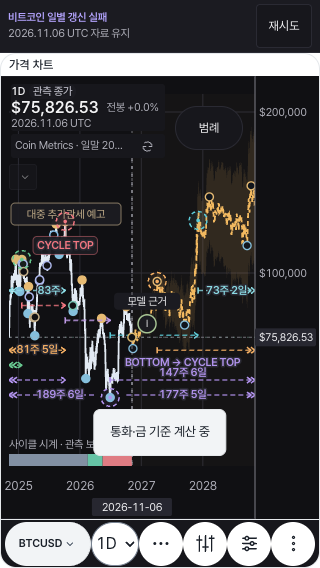 비트코인 일별 갱신 실패
2026.11.06 UTC 자료 유지
재시도
가격 차트
1D 관측 종가
$75,826.53 전봉 +0.0%
2026.11.06 UTC
Coin Metrics · 일말 20...
범례
$200,000
대중 추가관세 예고
CYCLE TOP
83주
73주 2일
$100,000
모델 근거
$75,826.53
81주 5일
BOTTOM → CYCLE TOP
147주 6일
189주 6일
177주 5일
통화·금 기준 계산 중
사이클 시계 · 관측 보
2025
2026
2027
2028
2026-11-06
BTCUSD
1D